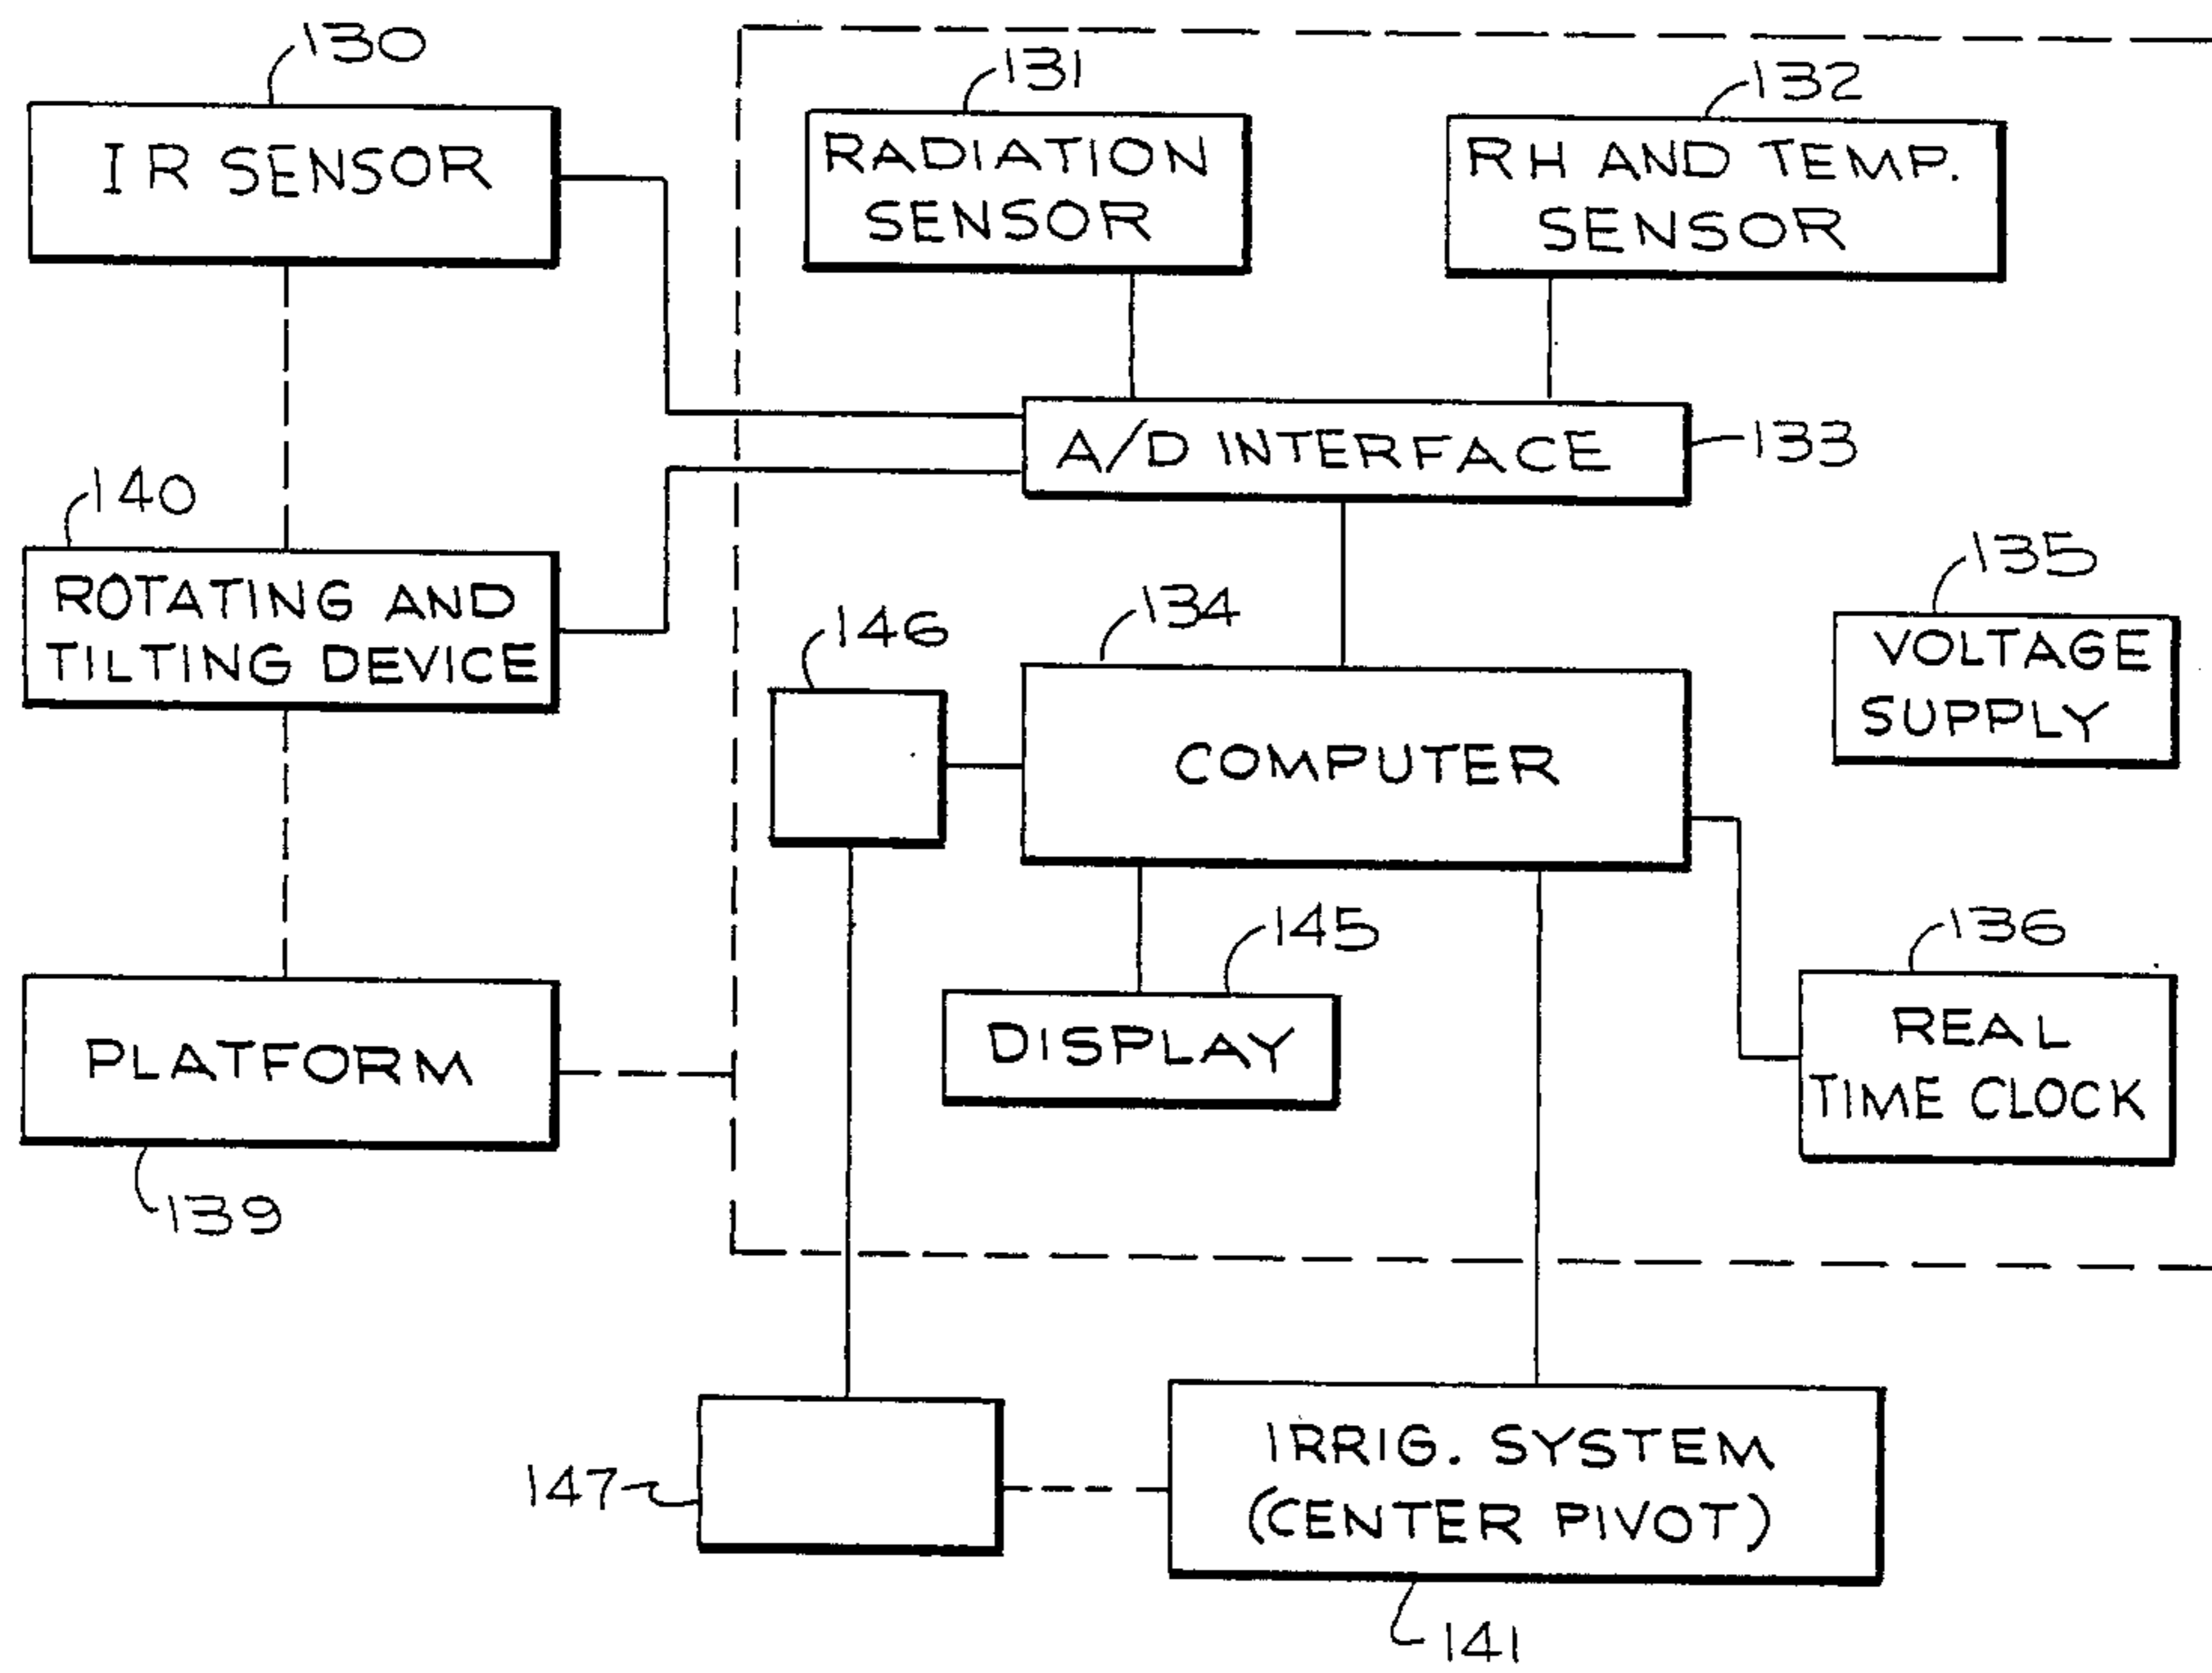 130
IR SENSOR
131
RADIATION
SENSOR
132
RH AND TEMP.
SENSOR
A/D INTERFACE
133
140
ROTATING AND
TILTING DEVICE
146
134
COMPUTER
135
VOLTAGE
SUPPLY
145
DISPLAY
136
REAL
TIME CLOCK
PLATFORM
139
147
IRRIG. SYSTEM
(CENTER PIVOT)
141